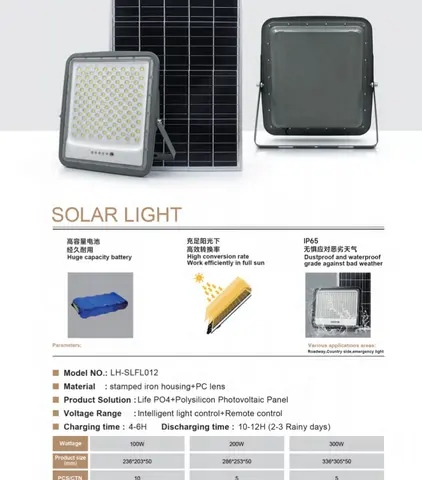 SOLAR LIGHT
高容量电池
经久耐用
Huge capacity battery
充足阳光下
高效转换率
High conversion rate
Work efficiently in full sun
IP65
无惧应对恶劣天气
Dustproof and waterproof
grade against bad weather
Parameters:
Various applications areas:
Roadway,Country side,emergency light
Model NO.: LH-SLFL012
Material : stamped iron housing+PC lens
Product Solution : Life PO4+Polysilicon Photovoltaic Panel
Voltage Range : Intelligent light control+Remote control
Charging time : 4-6H Discharging time : 10-12H (2-3 Rainy days)
Wattage 100W 200W 300W
Product size (mm) 236*203*50 286*253*50 336*305*50
PCS/CTN 10 5 5